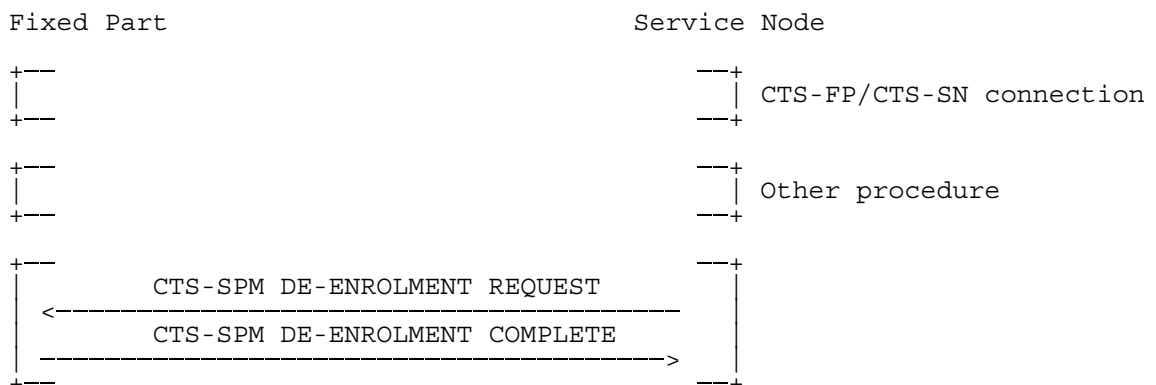 Fixed Part Service Node
CTS-FP/CTS-SN connection
Other procedure
CTS-SPM DE-ENROLMENT REQUEST
CTS-SPM DE-ENROLMENT COMPLETE